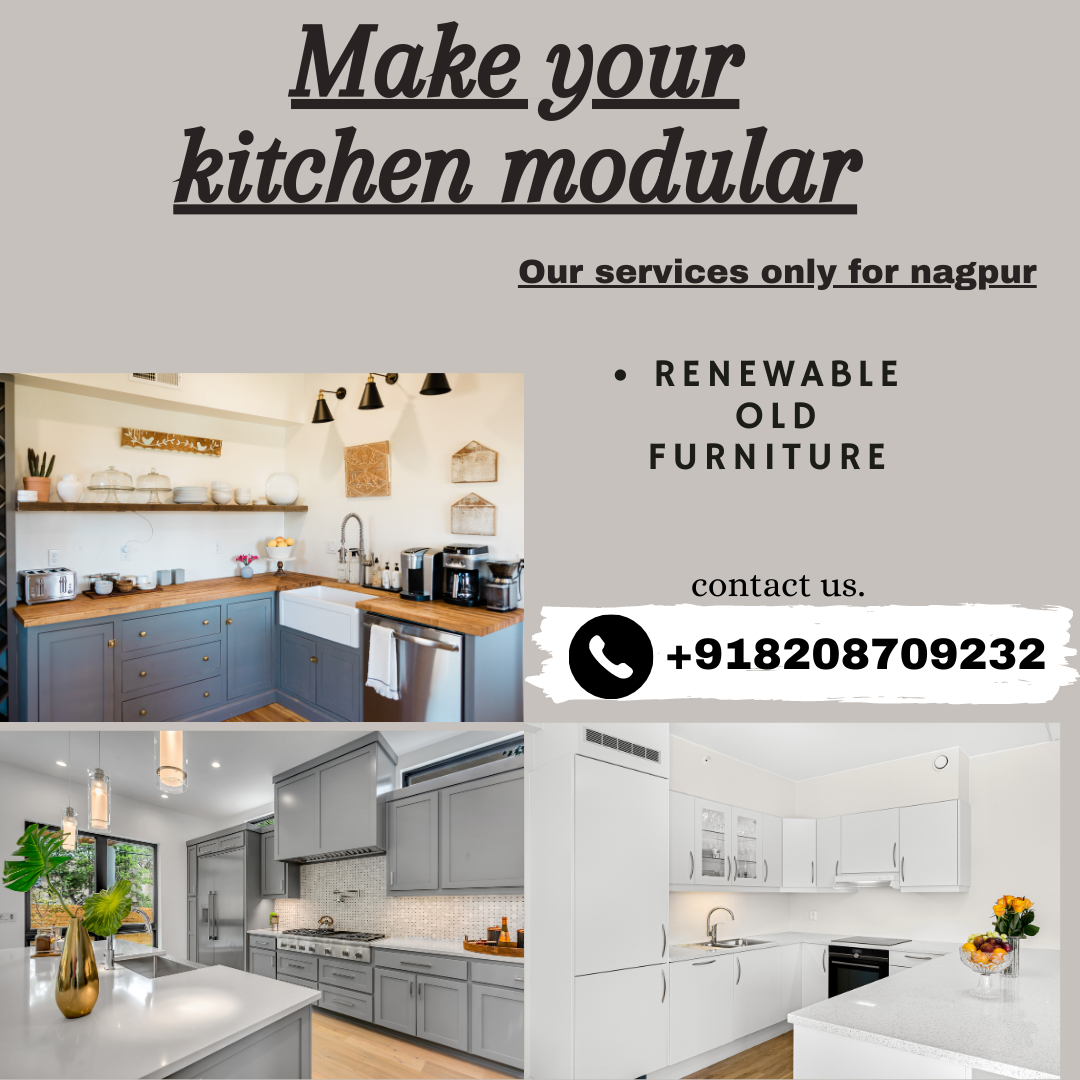 Make your
kitchen modular
Our services only for nagpur
• RENEWABLE
OLD
FURNITURE
contact us.
+918208709232